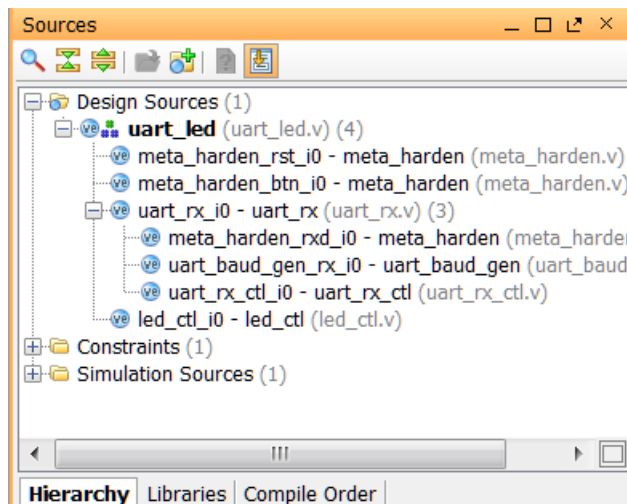 Sources
Design Sources (1)
uart_led (uart_led.v) (4)
meta_harden_rst_i0 - meta_harden (meta_harden.v)
meta_harden_btn_i0 - meta_harden (meta_harden.v)
uart_rx_i0 - uart_rx (uart_rx.v) (3)
meta_harden_rxd_i0 - meta_harden (meta_harde
uart_baud_gen_rx_i0 - uart_baud_gen (uart_baud
uart_rx_ctl_i0 - uart_rx_ctl (uart_rx_ctl.v)
led_ctl_i0 - led_ctl (led_ctl.v)
Constraints (1)
Simulation Sources (1)
Hierarchy Libraries Compile Order